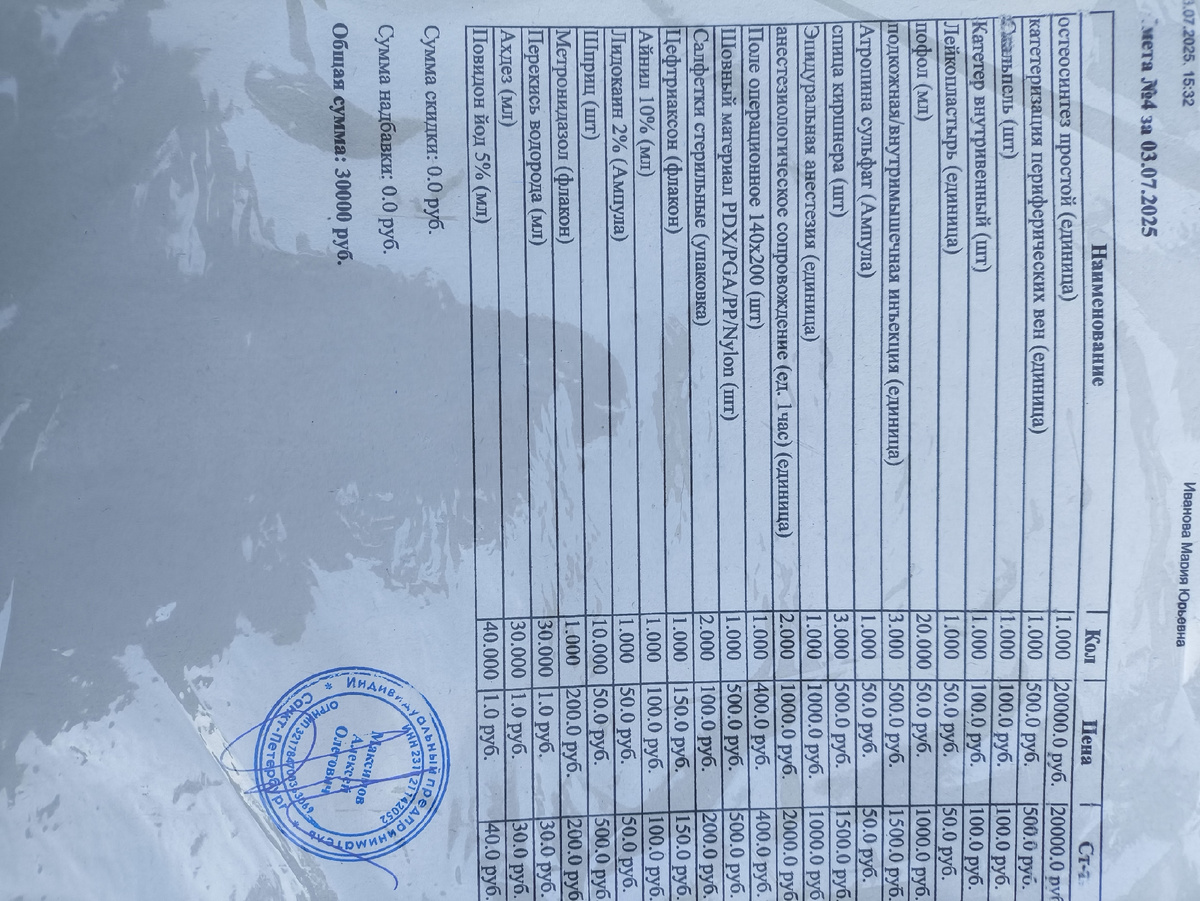 .07.2025, 15:32 Иванова Мария Юрьевна
мета №4 за 03.07.2025
Наименование Кол Цена Ст-
остеосинтез простой (единица) 1.000 20000.0 руб. 20000.0 руб
катетеризация периферических вен (единица) 1.000 500.0 руб. 500.0 руб.
Скальпель (шт) 1.000 100.0 руб. 100.0 руб.
Катетер внутривенный (шт) 1.000 100.0 руб. 100.0 руб.
Лейкопластырь (единица) 1.000 50.0 руб. 50.0 руб.
пофол (мл) 20.000 50.0 руб. 1000.0 руб
подкожная/внутримышечная инъекция (единица) 3.000 500.0 руб. 1500.0 руб
Атропина сульфат (Ампула) 1.000 50.0 руб. 50.0 руб.
спица киршнера (шт) 3.000 500.0 руб. 1500.0 руб
Эпидуральная анестезия (единица) 1.000 1000.0 руб. 1000.0 руб
анестезиологическое сопровождение (ед. 1час) (единица) 2.000 1000.0 руб. 2000.0 руб
Поле операционное 140х200 (шт) 1.000 400.0 руб. 400.0 руб.
Шовный материал PDX/PGA/PP/Nylon (шт) 1.000 500.0 руб. 500.0 руб.
Салфетки стерильные (упаковка) 2.000 100.0 руб. 200.0 руб.
Цефтриаксон (флакон) 1.000 150.0 руб. 150.0 руб.
Айнил 10% (мл) 1.000 100.0 руб. 100.0 руб.
Лидокаин 2% (Ампула) 1.000 50.0 руб. 50.0 руб.
Шприц (шт) 10.000 50.0 руб. 500.0 руб
Метронидазол (флакон) 1.000 200.0 руб. 200.0 руб
Перекись водорода (мл) 30.000 1.0 руб. 30.0 руб.
Ахдез (мл) 30.000 1.0 руб. 30.0 руб.
Повидон йод 5% (мл) 40.000 1.0 руб. 40.0 руб.
Сумма скидки: 0.0 руб.
Сумма надбавки: 0.0 руб.
Общая сумма: 30000 руб.
Индивидуальный предприниматель
Максимов
Алексей
Олегович
Санкт-Петербург